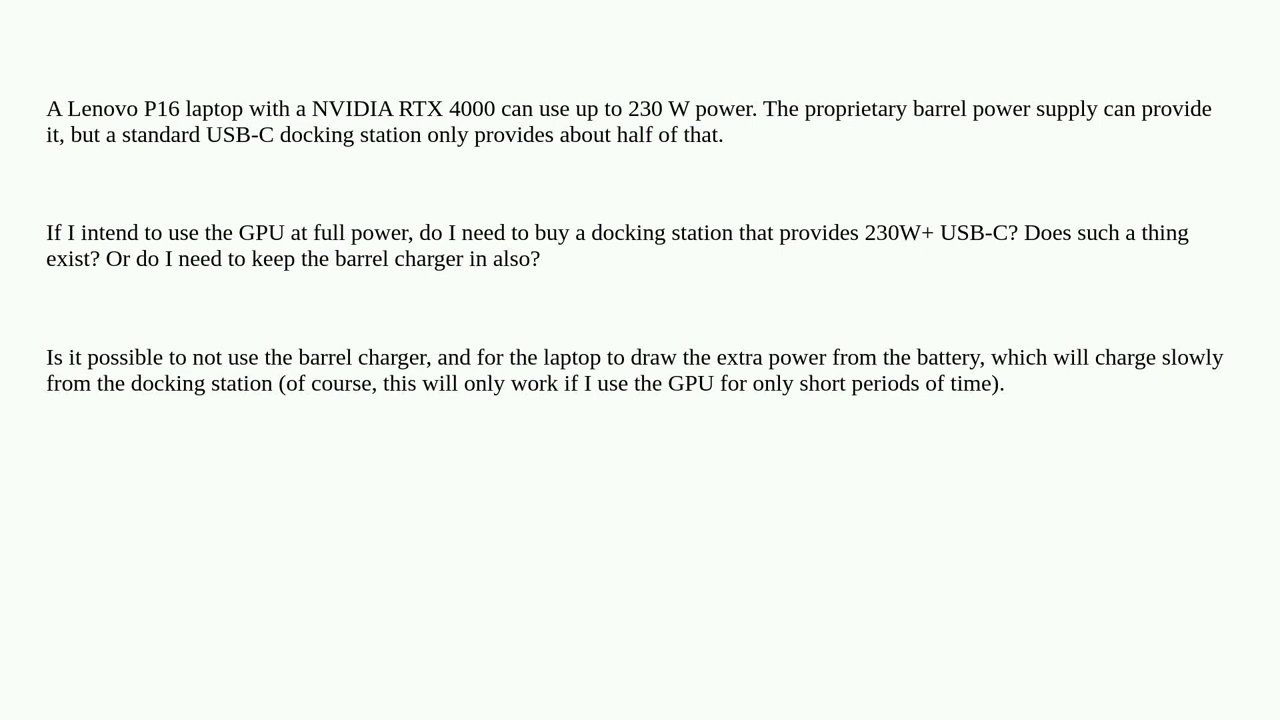 A Lenovo P16 laptop with a NVIDIA RTX 4000 can use up to 230 W power. The proprietary barrel power supply can provide
it, but a standard USB-C docking station only provides about half of that.
If I intend to use the GPU at full power, do I need to buy a docking station that provides 230W+ USB-C? Does such a thing
exist? Or do I need to keep the barrel charger in also?
Is it possible to not use the barrel charger, and for the laptop to draw the extra power from the battery, which will charge slowly
from the docking station (of course, this will only work if I use the GPU for only short periods of time).